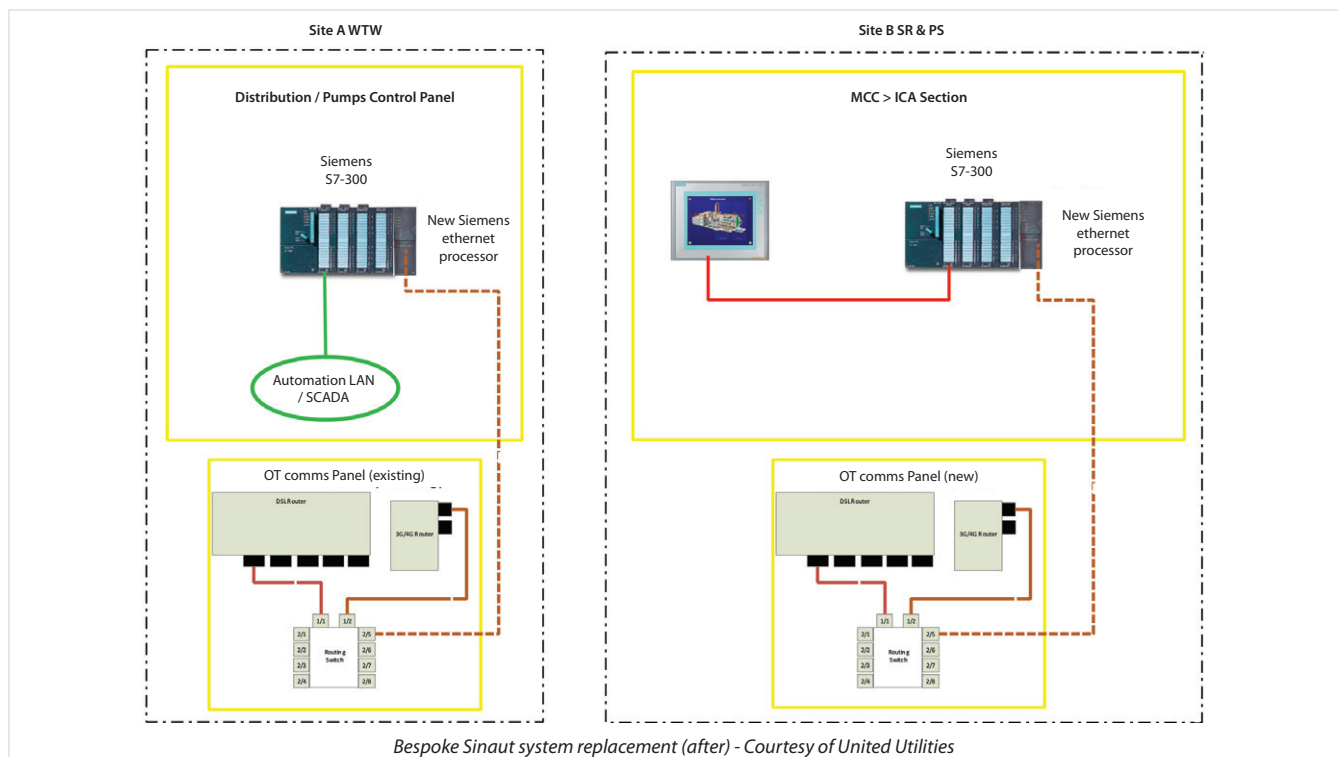 Site A WTW
Distribution / Pumps Control Panel
Siemens
S7-300
New Siemens
ethernet
processor
Automation LAN
/ SCADA
OT comms Panel (existing)
DSL Router
3G/4G Router
1/1
1/2
2/1
2/2
2/3
2/4
Routing
Switch
2/5
2/6
2/7
2/8
Site B SR & PS
MCC > ICA Section
Siemens
S7-300
New Siemens
ethernet
processor
OT comms Panel (new)
DSL Router
3G/4G Router
1/1
1/2
2/1
2/2
2/3
2/4
Routing
Switch
2/5
2/6
2/7
2/8
Bespoke Sinaut system replacement (after) - Courtesy of United Utilities